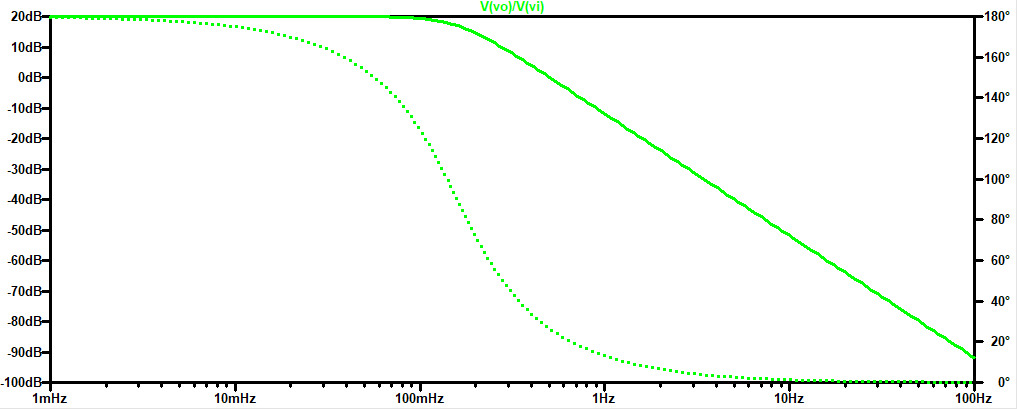 V(vo)/V(vi)
20dB 180°
10dB 160°
0dB 140°
-10dB 120°
-20dB 100°
-30dB 80°
-40dB 60°
-50dB 40°
-60dB 20°
-70dB 0°
-80dB
-90dB
-100dB
1mHz 10mHz 100mHz 1Hz 10Hz 100Hz